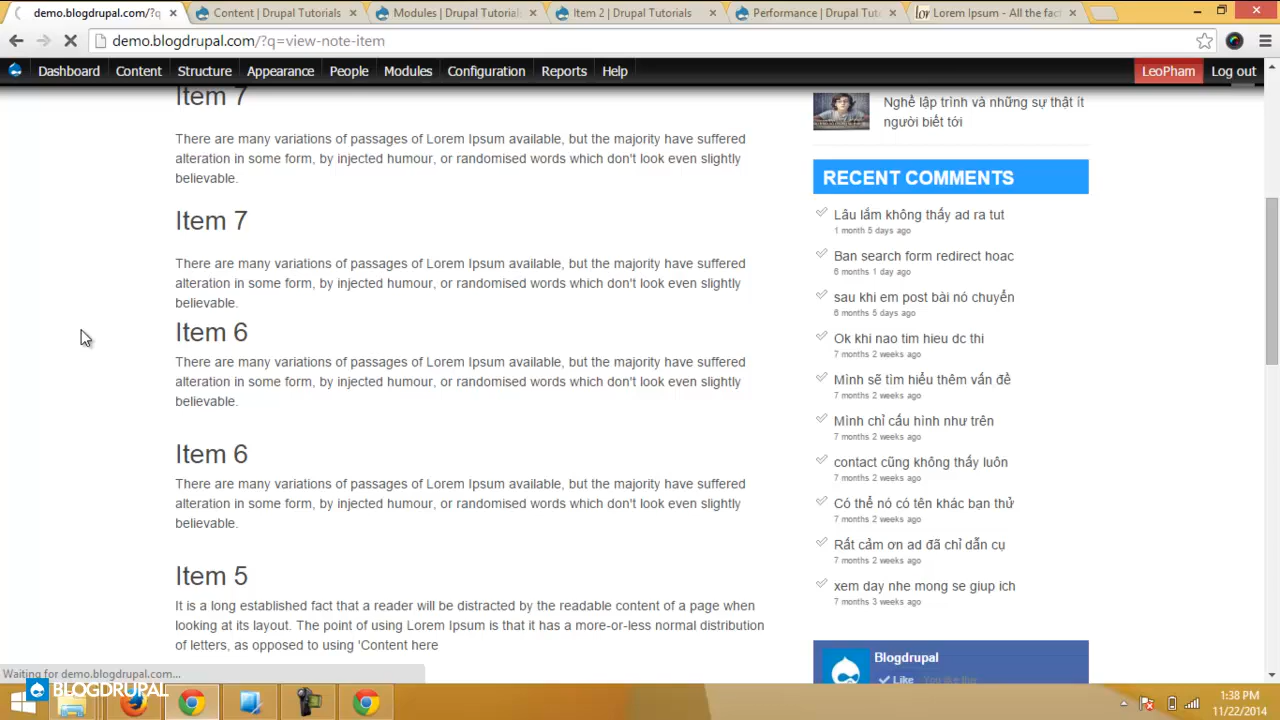 demo.blogdrupal.com/?q
Content | Drupal Tutorials
Modules | Drupal Tutorials
Item 2 | Drupal Tutorials
Performance | Drupal Tut
Lorem Ipsum - All the fact
demo.blogdrupal.com/?q=view-note-item
Dashboard Content Structure Appearance People Modules Configuration Reports Help LeoPham Log out
Item 7
There are many variations of passages of Lorem Ipsum available, but the majority have suffered
alteration in some form, by injected humour, or randomised words which don't look even slightly
believable.
Item 7
There are many variations of passages of Lorem Ipsum available, but the majority have suffered
alteration in some form, by injected humour, or randomised words which don't look even slightly
believable.
Item 6
There are many variations of passages of Lorem Ipsum available, but the majority have suffered
alteration in some form, by injected humour, or randomised words which don't look even slightly
believable.
Item 6
There are many variations of passages of Lorem Ipsum available, but the majority have suffered
alteration in some form, by injected humour, or randomised words which don't look even slightly
believable.
Item 5
It is a long established fact that a reader will be distracted by the readable content of a page when
looking at its layout. The point of using Lorem Ipsum is that it has a more-or-less normal distribution
of letters, as opposed to using 'Content here
Nghề lập trình và những sự thật ít
người biết tới
RECENT COMMENTS
Lâu lắm không thấy ad ra tut
1 month 5 days ago
Ban search form redirect hoac
6 months 1 day ago
sau khi em post bài nó chuyển
6 months 5 days ago
Ok khi nao tim hieu dc thi
7 months 2 weeks ago
Mình sẽ tìm hiểu thêm vấn đề
7 months 2 weeks ago
Mình chỉ cấu hình như trên
7 months 2 weeks ago
contact cũng không thấy luôn
7 months 2 weeks ago
Có thể nó có tên khác bạn thử
7 months 2 weeks ago
Rất cảm ơn ad đã chỉ dẫn cụ
7 months 2 weeks ago
xem day nhe mong se giup ich
7 months 3 weeks ago
Blogdrupal
Like You like this
Waiting for demo.blogdrupal.com...
BLOGDRUPAL
1:38 PM
11/22/2014